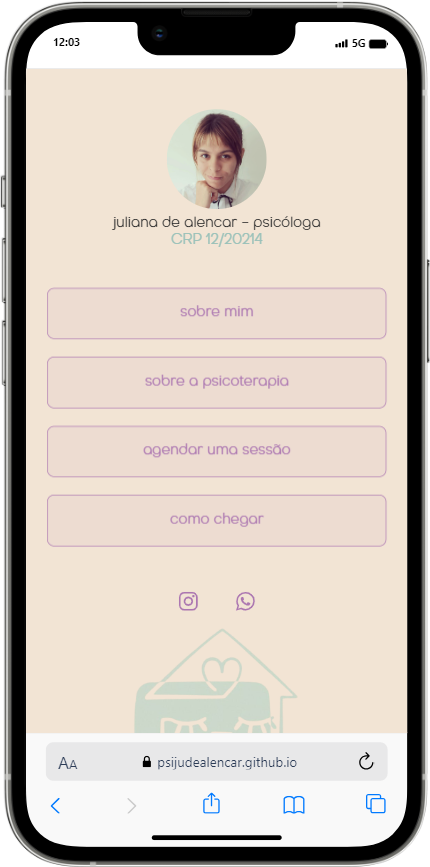 12:03
5G
juliana de alencar - psicóloga
CRP 12/20214
sobre mim
sobre a psicoterapia
agendar uma sessão
como chegar
AA
psijudealencar.github.io